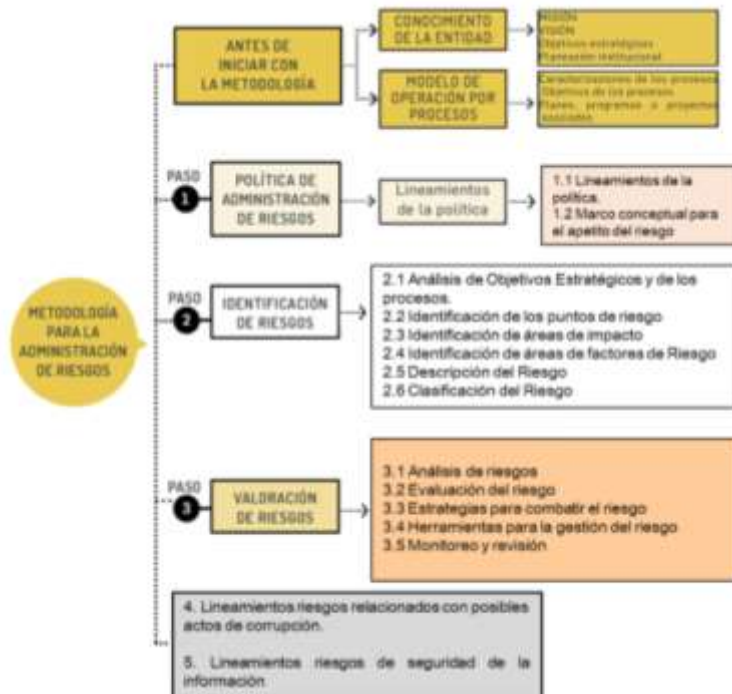 ANTES DE
INICIAR CON
LA METODOLOGÍA
CONOCIMIENTO
DE LA ENTIDAD
MISIÓN
VISIÓN
Objetivos estratégicos
Planeación institucional
MODELO DE
OPERACIÓN POR
PROCESOS
Caracterizaciones de los procesos
Objetivos de los procesos
Planes, programas o proyectos
asociados
PASO
1
POLÍTICA DE
ADMINISTRACIÓN
DE RIESGOS
Lineamientos
de la política
1.1 Lineamientos de la
política.
1.2 Marco conceptual para
el apetito del riesgo
METODOLOGÍA
PARA LA
ADMINISTRACIÓN
DE RIESGOS
PASO
2
IDENTIFICACIÓN
DE RIESGOS
2.1 Análisis de Objetivos Estratégicos y de los
procesos.
2.2 Identificación de los puntos de riesgo
2.3 Identificación de áreas de impacto
2.4 Identificación de áreas de factores de Riesgo
2.5 Descripción del Riesgo
2.6 Clasificación del Riesgo
PASO
3
VALORACIÓN
DE RIESGOS
3.1 Análisis de riesgos
3.2 Evaluación del riesgo
3.3 Estrategias para combatir el riesgo
3.4 Herramientas para la gestión del riesgo
3.5 Monitoreo y revisión
4. Lineamientos riesgos relacionados con posibles
actos de corrupción.
5. Lineamientos riesgos de seguridad de la
información